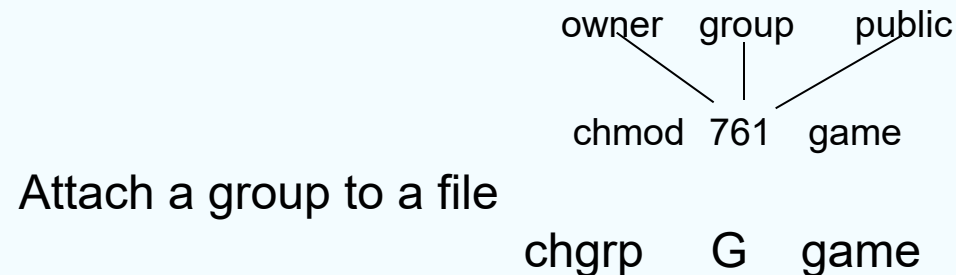 owner group public
chmod 761 game
Attach a group to a file
chgrp G game